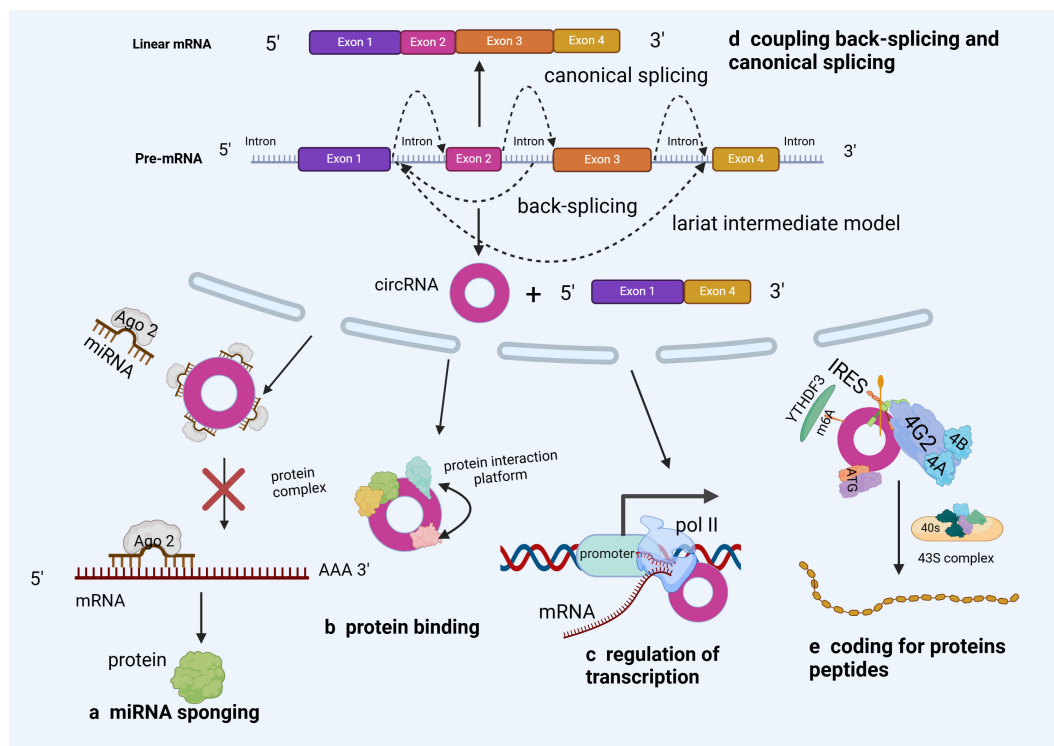 Linear mRNA
5'
Exon 1
Exon 2
Exon 3
Exon 4
3'
d coupling back-splicing and
canonical splicing
canonical splicing
Pre-mRNA
5'
Intron
Exon 1
Intron
Exon 2
Intron
Exon 3
Intron
Exon 4
Intron
3'
back-splicing
lariat intermediate model
circRNA
+
5'
Exon 1
Exon 4
3'
Ago 2
miRNA
protein
complex
Ago 2
5'
AAA 3'
mRNA
protein
a miRNA sponging
protein interaction
platform
b protein binding
pol II
promoter
mRNA
c regulation of
transcription
IRES
YTHDF3
m6A
4G2
4B
4A
ATG
40s
43S complex
e coding for proteins
peptides